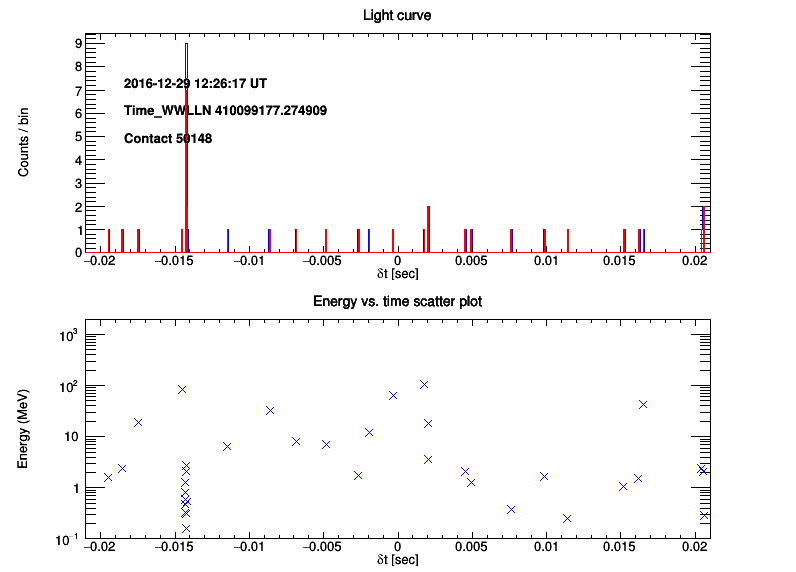 Light curve
Counts / bin
9
8
7
6
5
4
3
2
1
0
2016-12-29 12:26:17 UT
Time_WWLLN 410099177.274909
Contact 50148
-0.02 -0.015 -0.01 -0.005 0 0.005 0.01 0.015 0.02
δt [sec]
Energy vs. time scatter plot
Energy (MeV)
10³
10²
10
1
10⁻¹
-0.02 -0.015 -0.01 -0.005 0 0.005 0.01 0.015 0.02
δt [sec]